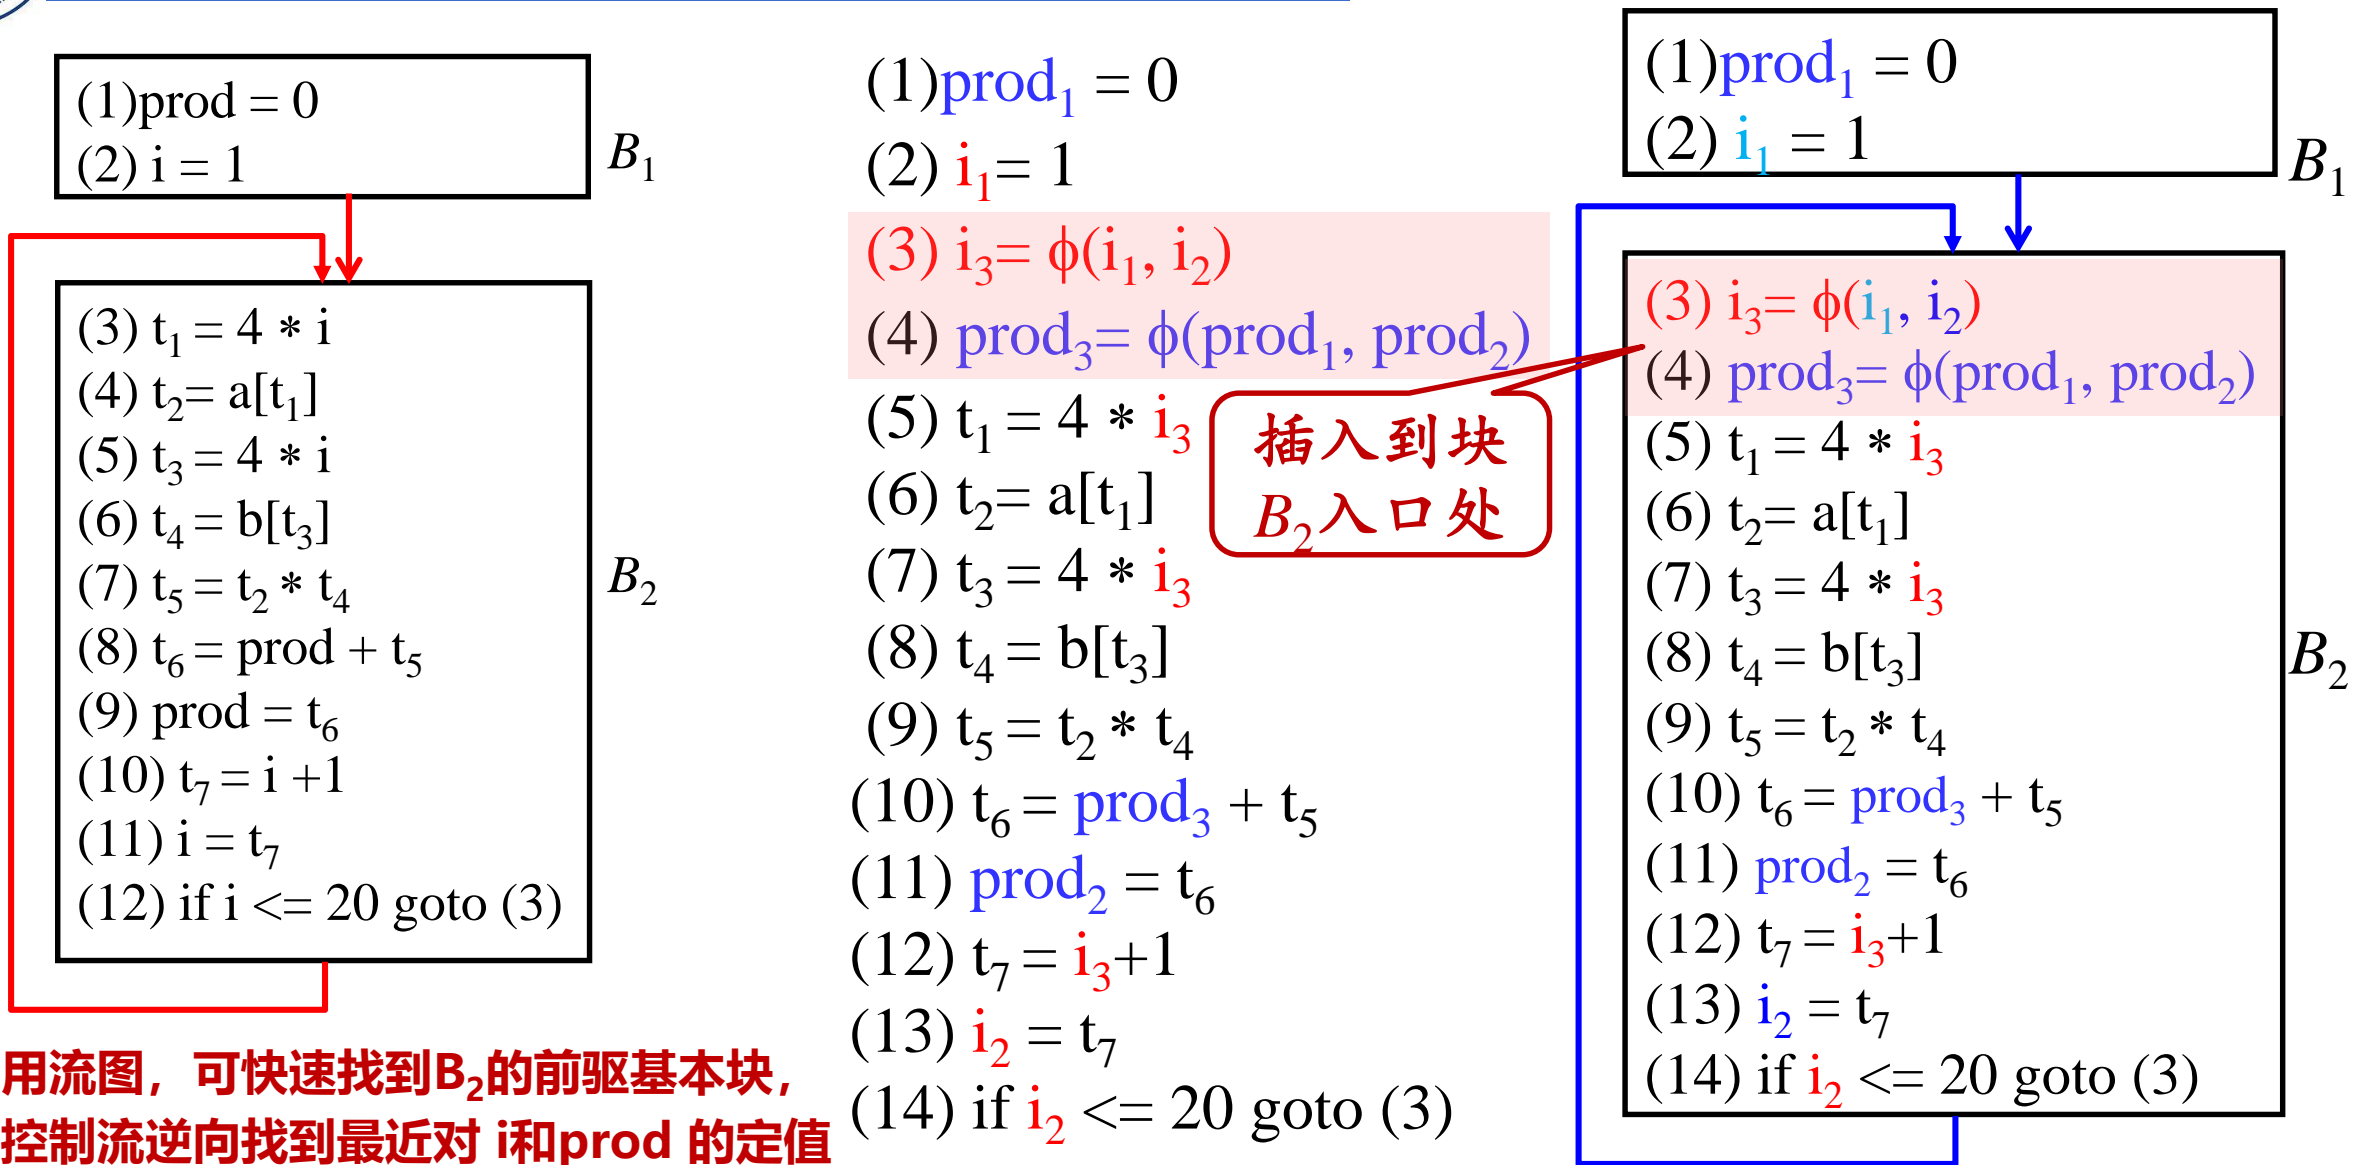 (1)prod = 0
(2) i = 1
B₁
(3) t₁ = 4 * i
(4) t₂= a[t₁]
(5) t₃ = 4 * i
(6) t₄ = b[t₃]
(7) t₅ = t₂ * t₄
(8) t₆ = prod + t₅
(9) prod = t₆
(10) t₇ = i +1
(11) i = t₇
(12) if i <= 20 goto (3)
B₂
用流图，可快速找到B₂的前驱基本块，
控制流逆向找到最近对 i和prod 的定值
(1)prod₁ = 0
(2) i₁= 1
(3) i₃= ϕ(i₁, i₂)
(4) prod₃= ϕ(prod₁, prod₂)
(5) t₁ = 4 * i₃
(6) t₂= a[t₁]
(7) t₃ = 4 * i₃
(8) t₄ = b[t₃]
(9) t₅ = t₂ * t₄
(10) t₆ = prod₃ + t₅
(11) prod₂ = t₆
(12) t₇ = i₃+1
(13) i₂ = t₇
(14) if i₂ <= 20 goto (3)
插入到块
B₂入口处
(1)prod₁ = 0
(2) i₁ = 1
B₁
(3) i₃= ϕ(i₁, i₂)
(4) prod₃= ϕ(prod₁, prod₂)
(5) t₁ = 4 * i₃
(6) t₂= a[t₁]
(7) t₃ = 4 * i₃
(8) t₄ = b[t₃]
(9) t₅ = t₂ * t₄
(10) t₆ = prod₃ + t₅
(11) prod₂ = t₆
(12) t₇ = i₃+1
(13) i₂ = t₇
(14) if i₂ <= 20 goto (3)
B₂